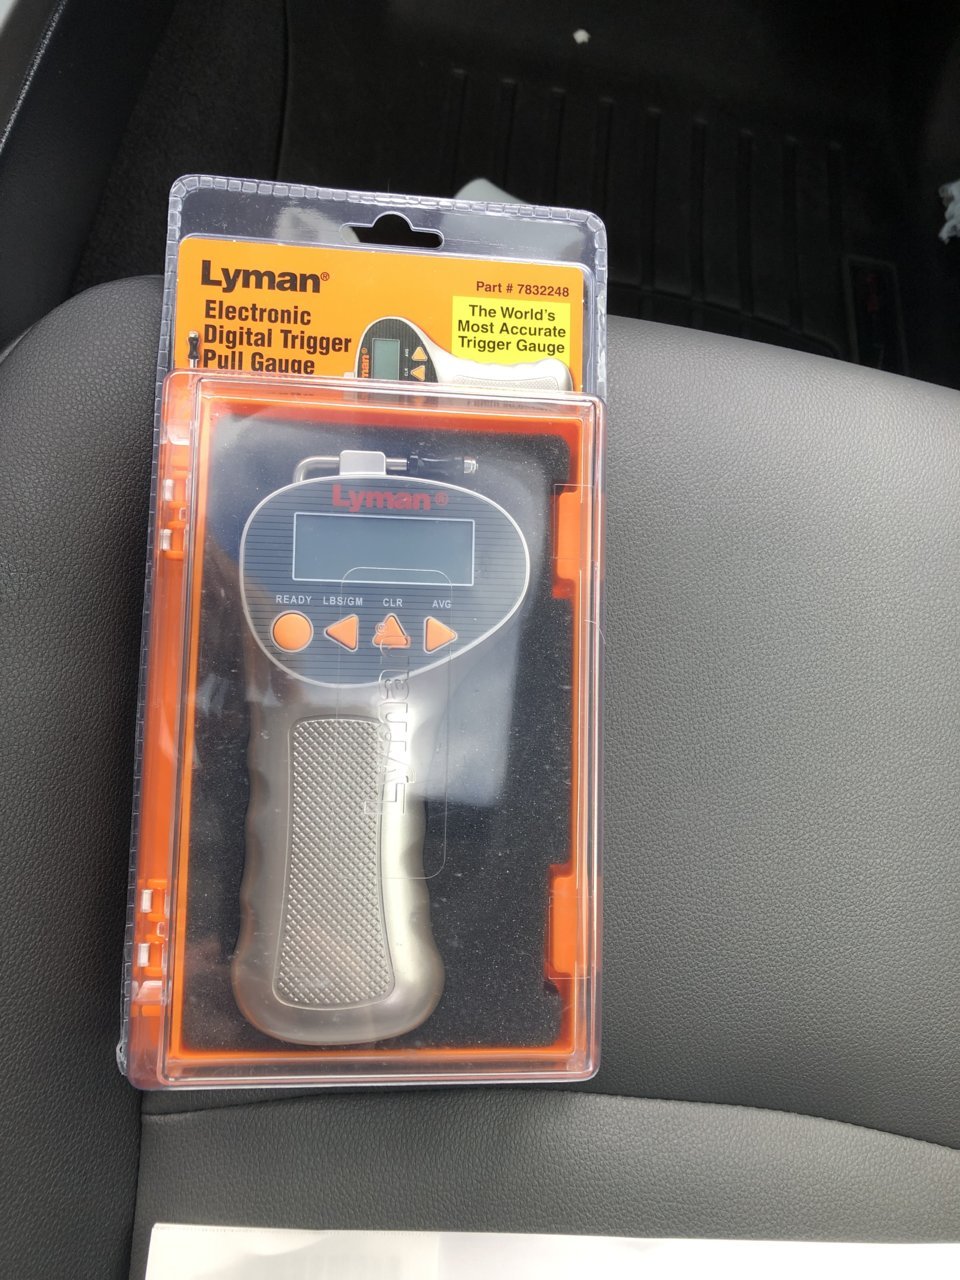 Lyman®
Electronic
Digital Trigger
Pull Gauge
Part # 7832248
The World's
Most Accurate
Trigger Gauge
Lyman®
READY LBS/GM CLR AVG
Lyman®